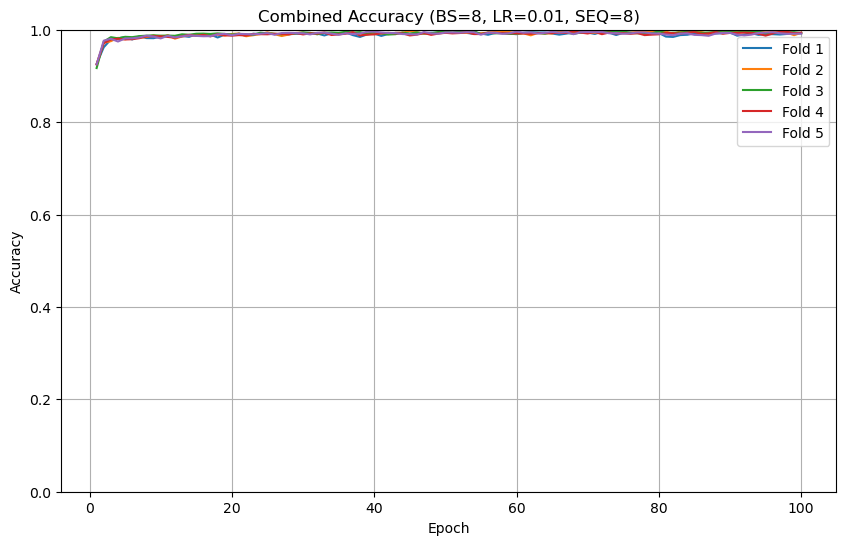 Combined Accuracy (BS=8, LR=0.01, SEQ=8)
1.0
0.8
0.6
0.4
0.2
0.0
Accuracy
0 20 40 60 80 100
Epoch
Fold 1
Fold 2
Fold 3
Fold 4
Fold 5